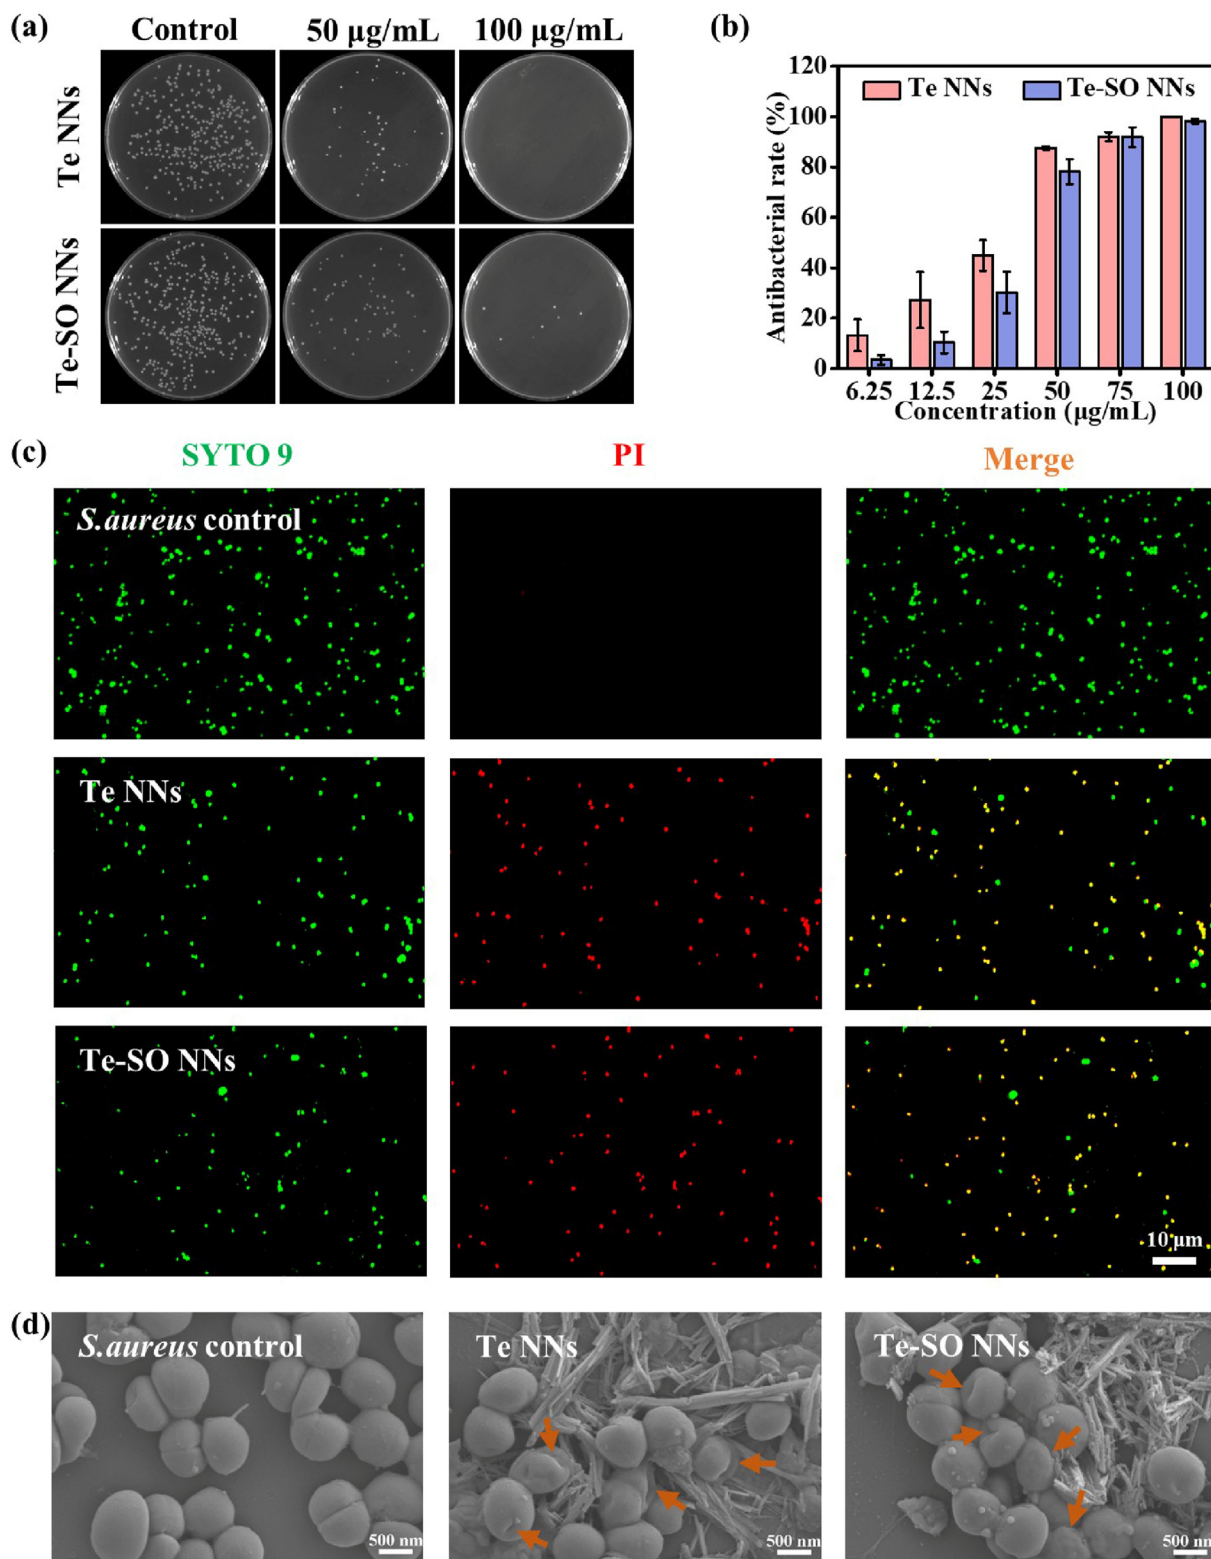 (a)
Control
50 µg/mL
100 µg/mL
Te NNs
Te-SO NNs
(b)
Te NNs
Te-SO NNs
Antibacterial rate (%)
120
100
80
60
40
20
0
6.25
12.5
25
50
75
100
Concentration (µg/mL)
(c)
SYTO 9
PI
Merge
S.aureus control
Te NNs
Te-SO NNs
10 µm
(d)
S.aureus control
Te NNs
Te-SO NNs
500 nm
500 nm
500 nm